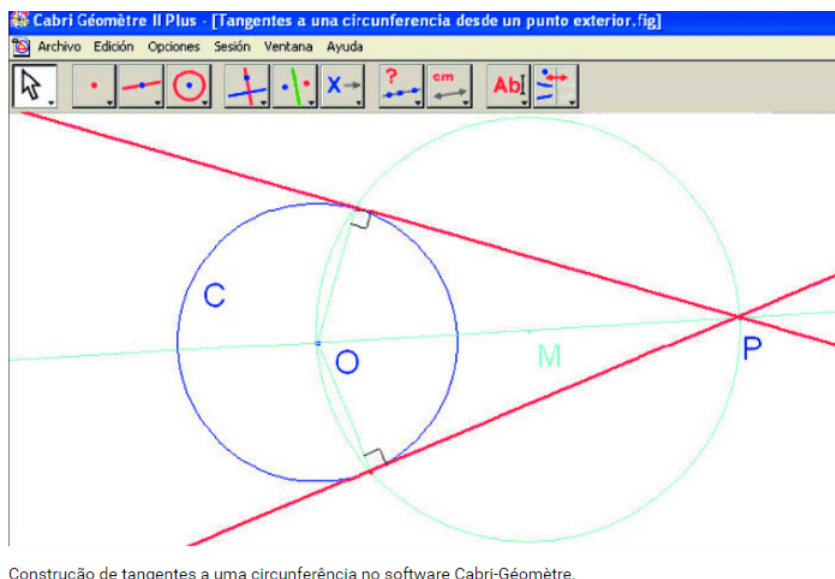 Cabri Géomètre II Plus - [Tangentes a una circunferencia desde un punto exterior.fig]
Archivo Edición Opciones Sesión Ventana Ayuda
X ? cm Ab
C
O
M
P
Construção de tangentes a uma circunferência no software Cabri-Géomètre.